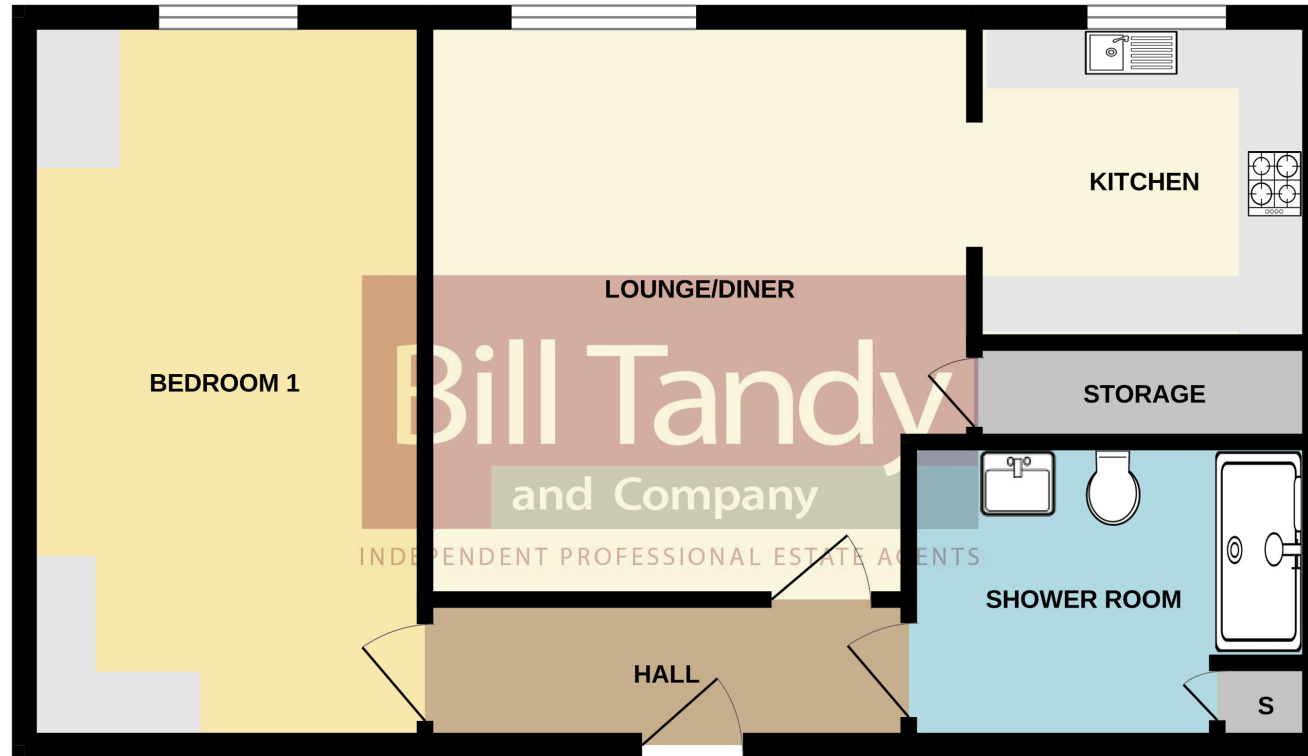 KITCHEN
LOUNGE/DINER
BEDROOM 1
Bill Tandy
STORAGE
and Company
INDEPENDENT PROFESSIONAL ESTATE AGENTS
SHOWER ROOM
HALL
S